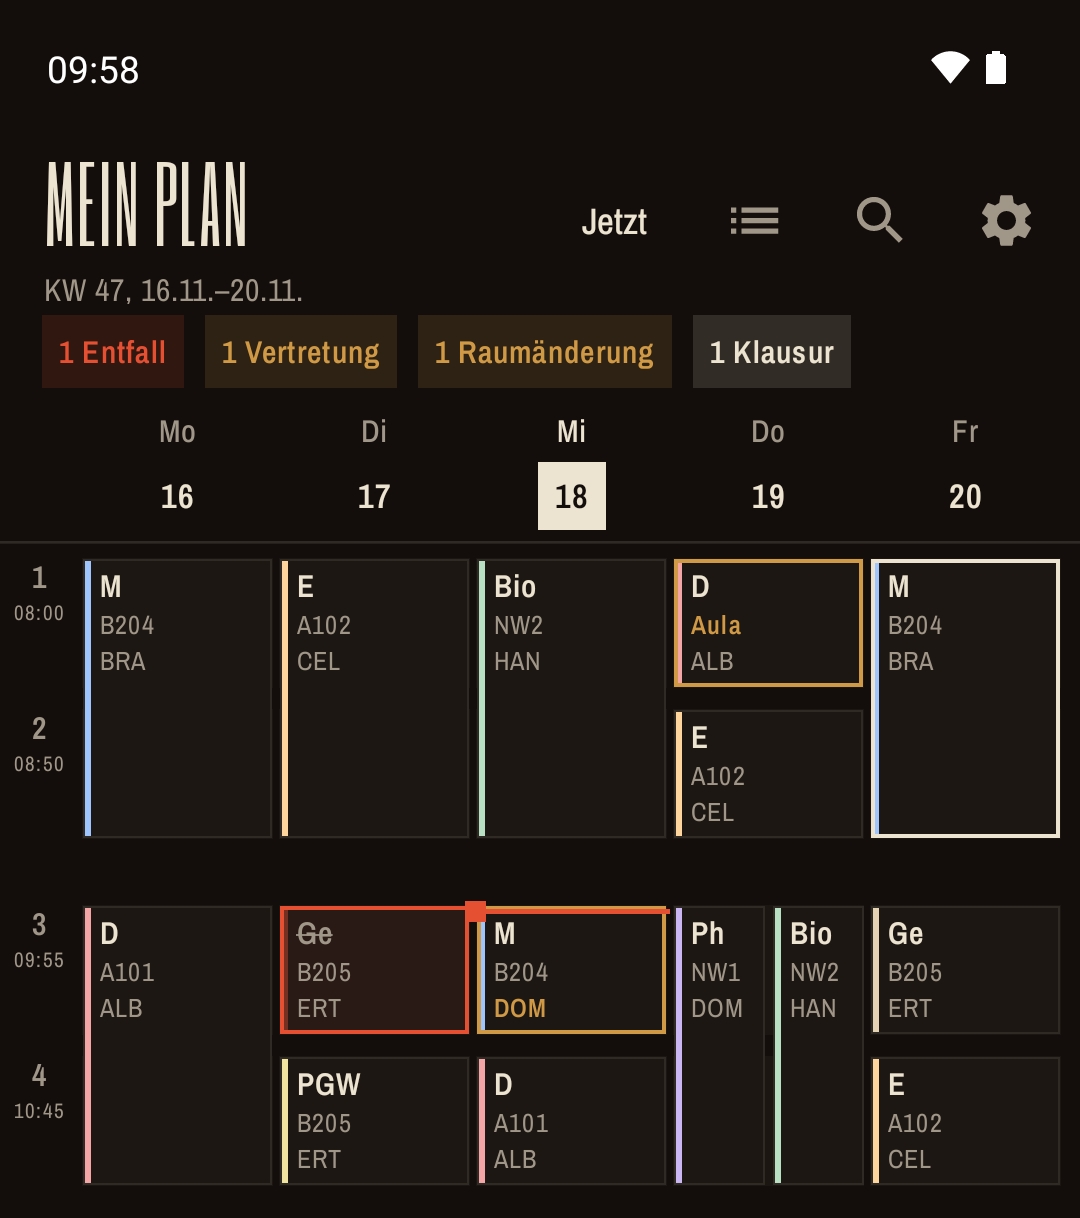 09:58
MEIN PLAN
Jetzt
KW 47, 16.11.–20.11.
1 Entfall
1 Vertretung
1 Raumänderung
1 Klausur
Mo
Di
Mi
Do
Fr
16
17
18
19
20
1
08:00
M
B204
BRA
E
A102
CEL
Bio
NW2
HAN
D
Aula
ALB
M
B204
BRA
2
08:50
E
A102
CEL
3
09:55
D
A101
ALB
Ge
B205
ERT
M
B204
DOM
Ph
NW1
DOM
Bio
NW2
HAN
Ge
B205
ERT
4
10:45
PGW
B205
ERT
D
A101
ALB
E
A102
CEL